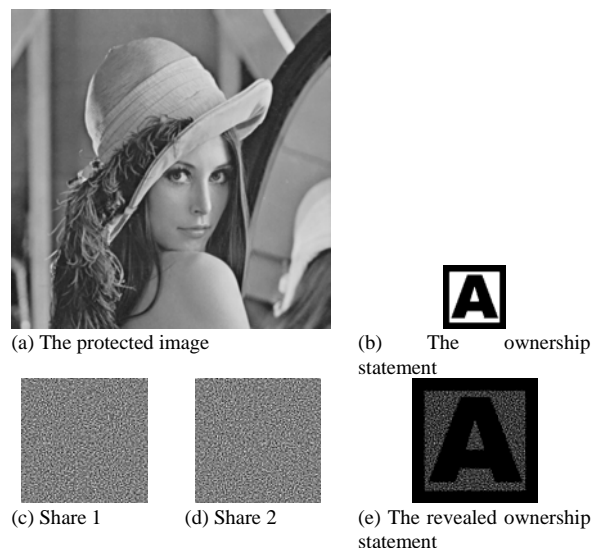 A
(a) The protected image
(b) The ownership
statement
A
(c) Share 1
(d) Share 2
(e) The revealed ownership
statement